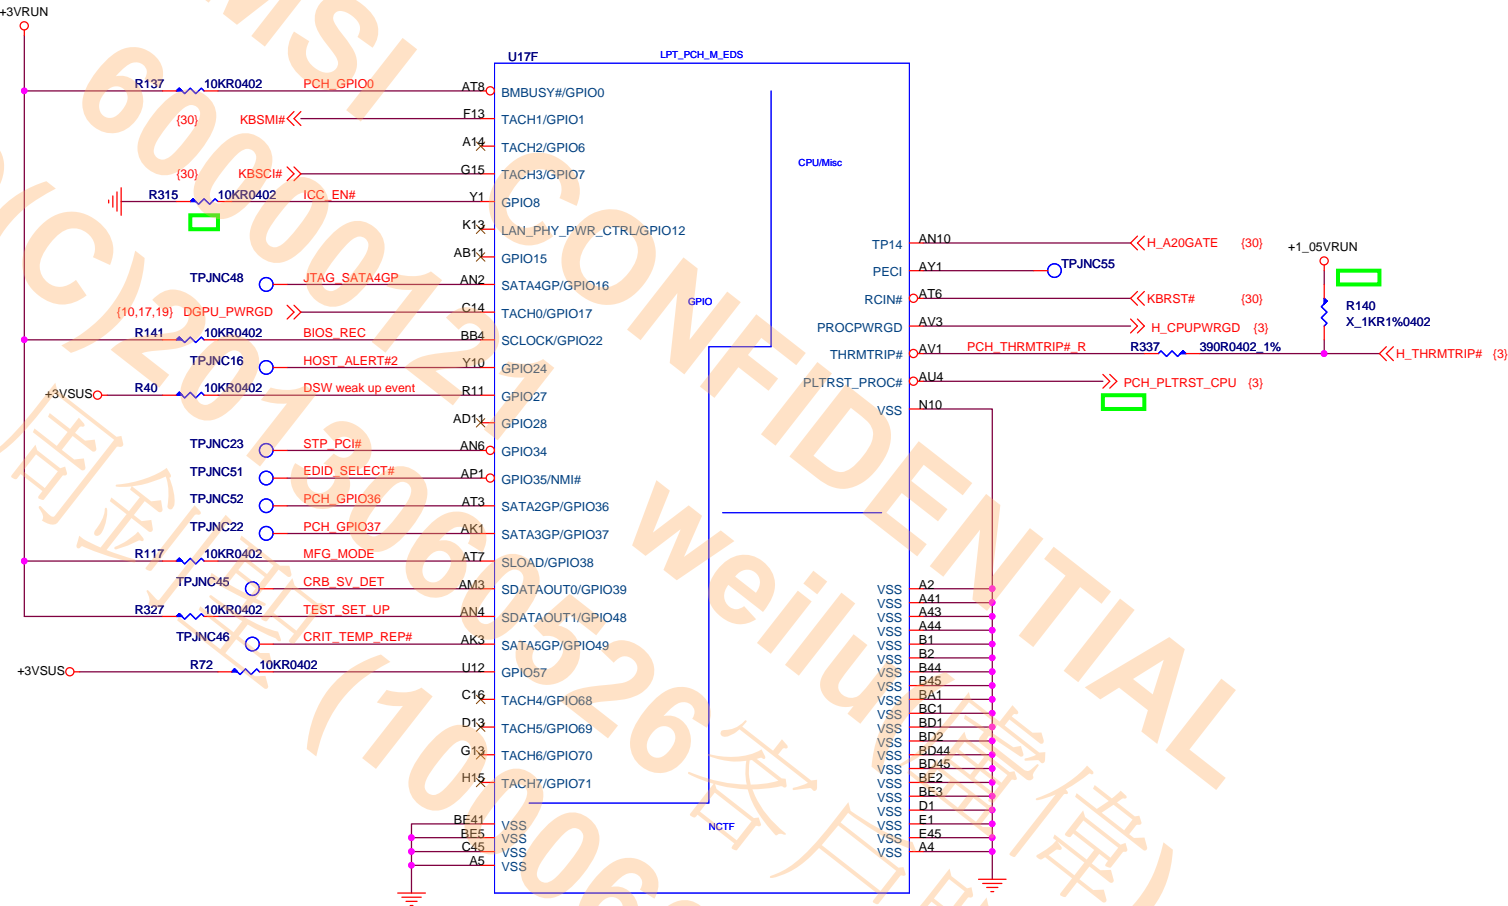 +3VRUN
U17F
LPT_PCH_M_EDS
R137 10KR0402 PCH_GPIO0 AT8 BMBUSY#/GPIO0
{30} KBSMI# F13 TACH1/GPIO1
A14 TACH2/GPIO6
CPU/Misc
{30} KBSCI# G15 TACH3/GPIO7
R315 10KR0402 ICC_EN# Y1 GPIO8
K13 LAN_PHY_PWR_CTRL/GPIO12
TP14 AN10 H_A20GATE {30}
+1_05VRUN
AB11 GPIO15
PECI AY1 TPJNC55
TPJNC48 JTAG_SATA4GP AN2 SATA4GP/GPIO16
GPIO
RCIN# AT6 KBRST# {30}
R140
X_1KR1%0402
{10,17,19} DGPU_PWRGD C14 TACH0/GPIO17
PROCPWRGD AV3 H_CPUPWRGD {3}
R141 10KR0402 BIOS_REC BB4 SCLOCK/GPIO22
THRMTRIP# AV1 PCH_THRMTRIP#_R R337 390R0402_1% H_THRMTRIP# {3}
TPJNC16 HOST_ALERT#2 Y10 GPIO24
PLTRST_PROC# AU4 PCH_PLTRST_CPU {3}
+3VSUS R40 10KR0402 DSW weak up event R11 GPIO27
VSS N10
AD11 GPIO28
TPJNC23 STP_PCI# AN6 GPIO34
TPJNC51 EDID_SELECT# AP1 GPIO35/NMI#
TPJNC52 PCH_GPIO36 AT3 SATA2GP/GPIO36
TPJNC22 PCH_GPIO37 AK1 SATA3GP/GPIO37
R117 10KR0402 MFG_MODE AT7 SLOAD/GPIO38
TPJNC45 CRB_SV_DET AM3 SDATAOUT0/GPIO39
R327 10KR0402 TEST_SET_UP AN4 SDATAOUT1/GPIO48
TPJNC46 CRIT_TEMP_REP# AK3 SATA5GP/GPIO49
+3VSUS R72 10KR0402 U12 GPIO57
C16 TACH4/GPIO68
D13 TACH5/GPIO69
G13 TACH6/GPIO70
H15 TACH7/GPIO71
NCTF
BE41 VSS
BE5 VSS
C45 VSS
A5 VSS
VSS A2
VSS A41
VSS A43
VSS A44
VSS B1
VSS B2
VSS B44
VSS B45
VSS BA1
VSS BC1
VSS BD1
VSS BD2
VSS BD44
VSS BD45
VSS BE2
VSS BE3
VSS D1
VSS E1
VSS E45
VSS A4
MSI CONFIDENTIAL